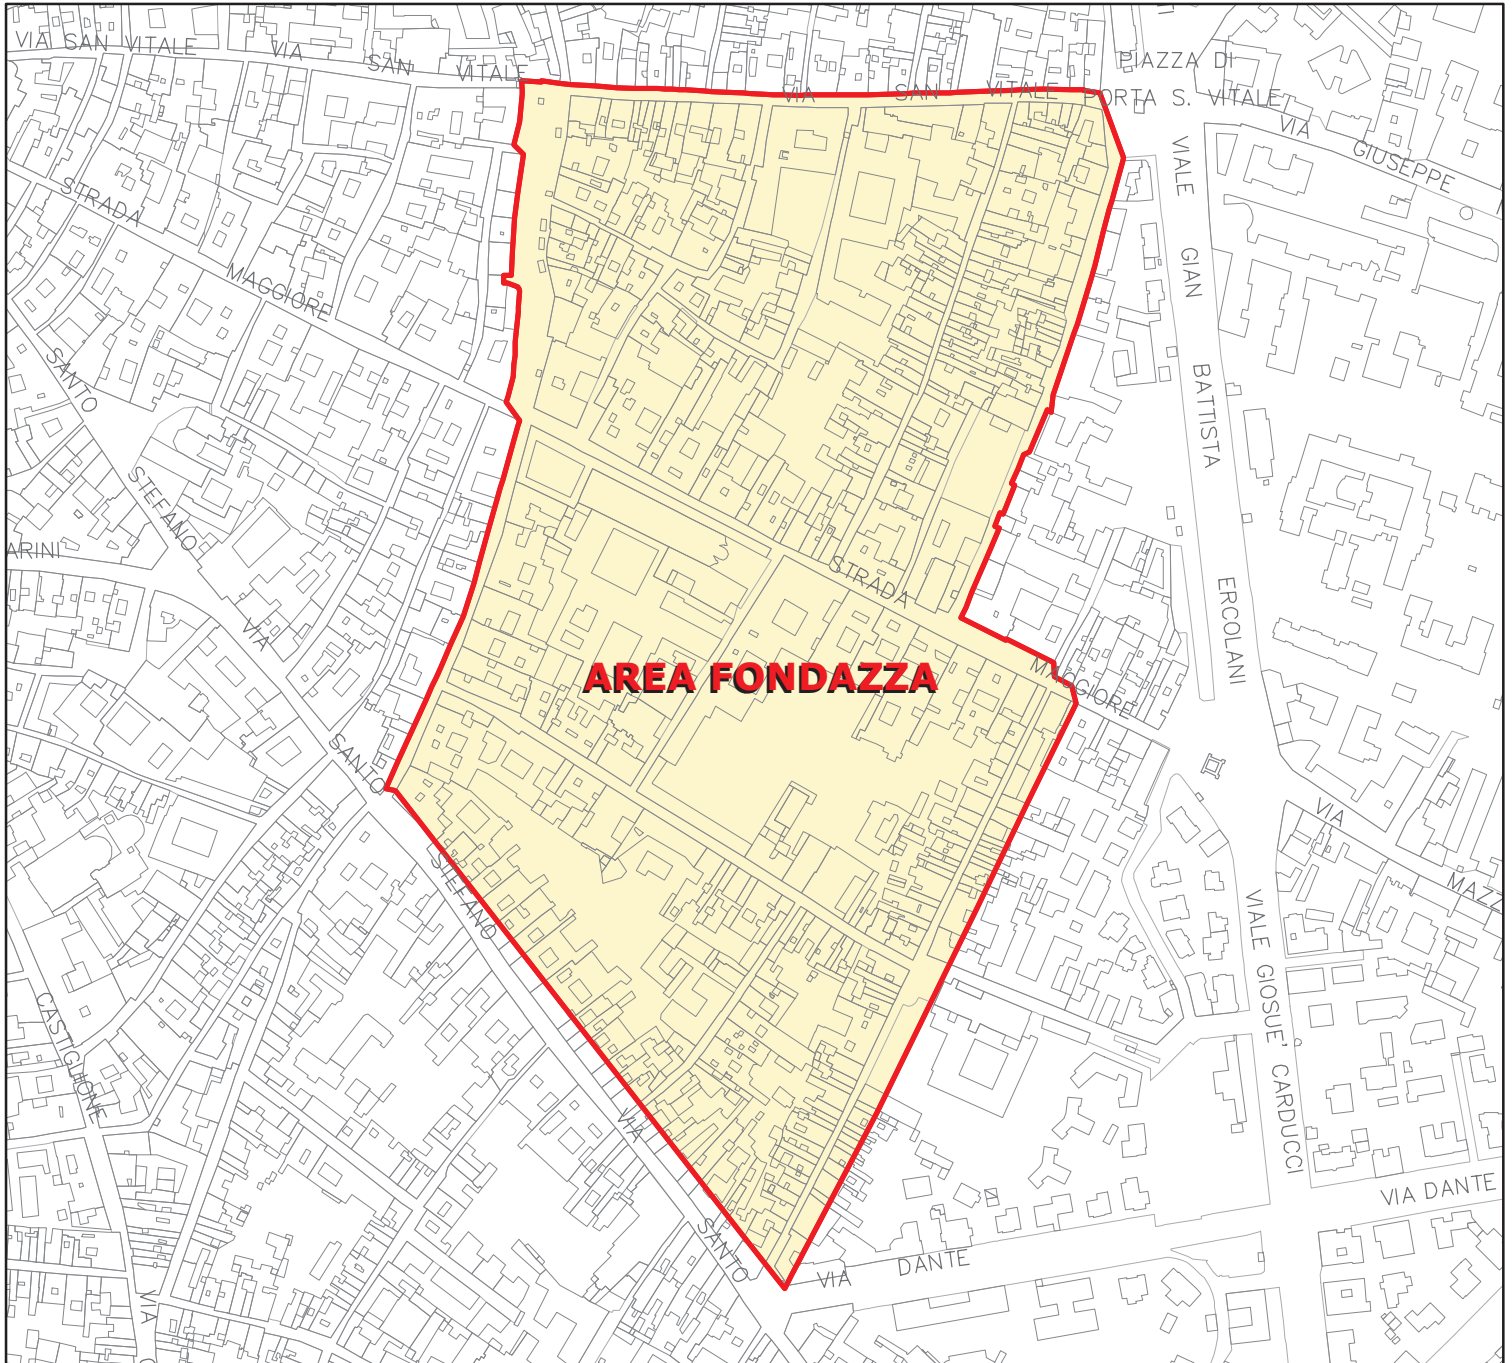 VIA SAN VITALE
VIA
SAN
VITALE
VIA
SAN
VITALE
PIAZZA DI
PORTA S. VITALE
VIA
GIUSEPPE
STRADA
MAGGIORE
SANTO
STEFANO
ARINI
VIA
SANTO
STEFANO
VIA
SANTO
VIALE
GIAN
BATTISTA
ERCOLANI
STRADA
MAGGIORE
AREA FONDAZZA
VIA
MAZZ
VIALE GIOSUE' CARDUCCI
CASTIGLIONE
VIA
VIA DANTE
VIA
DANTE